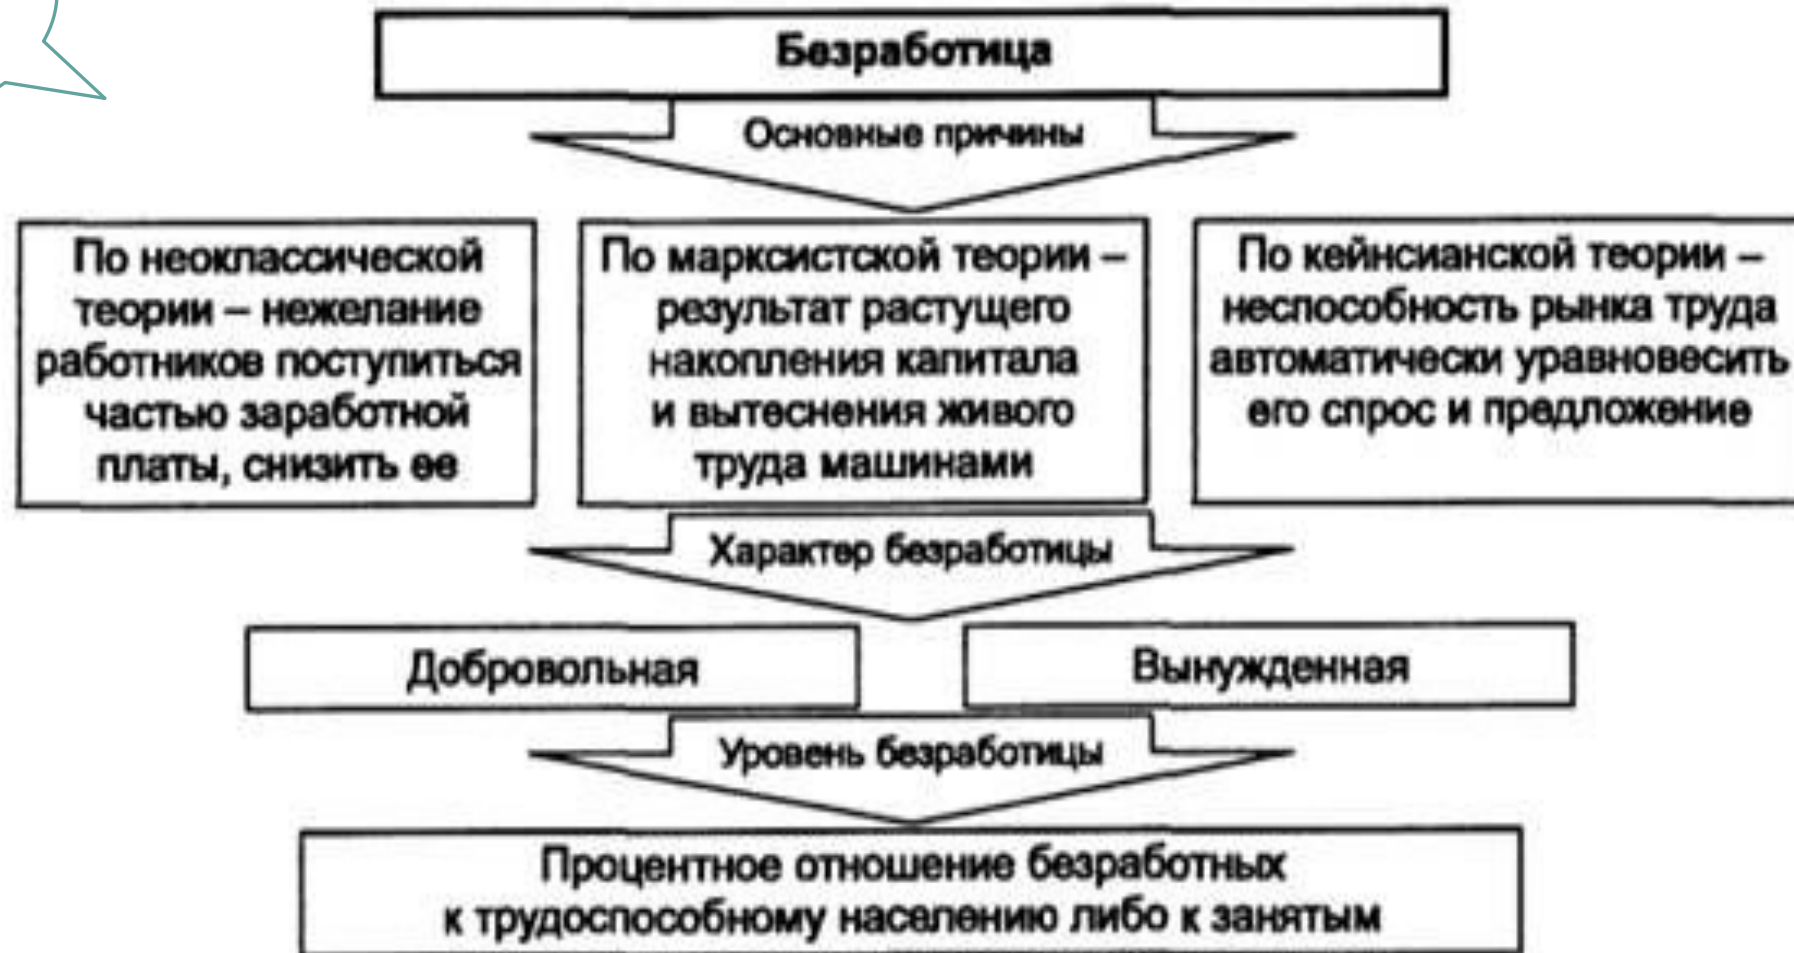 Безработица
Основные причины
По неоклассической
теории – нежелание
работников поступиться
частью заработной
платы, снизить ее
По марксистской теории –
результат растущего
накопления капитала
и вытеснения живого
труда машинами
По кейнсианской теории –
неспособность рынка труда
автоматически уравновесить
его спрос и предложение
Характер безработицы
Добровольная
Вынужденная
Уровень безработицы
Процентное отношение безработных
к трудоспособному населению либо к занятым